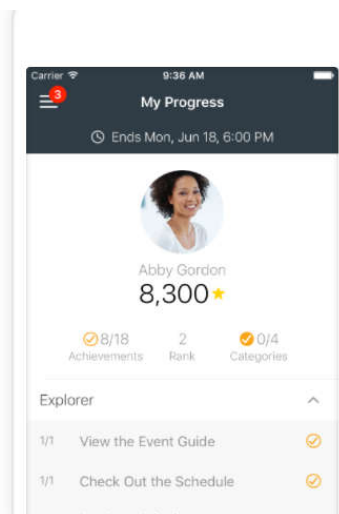 Carrier 9:36 AM
3
My Progress
Ends Mon, Jun 18, 6:00 PM
Abby Gordon
8,300
8/18 2 0/4
Achievements Rank Categories
Explorer
1/1 View the Event Guide
1/1 Check Out the Schedule